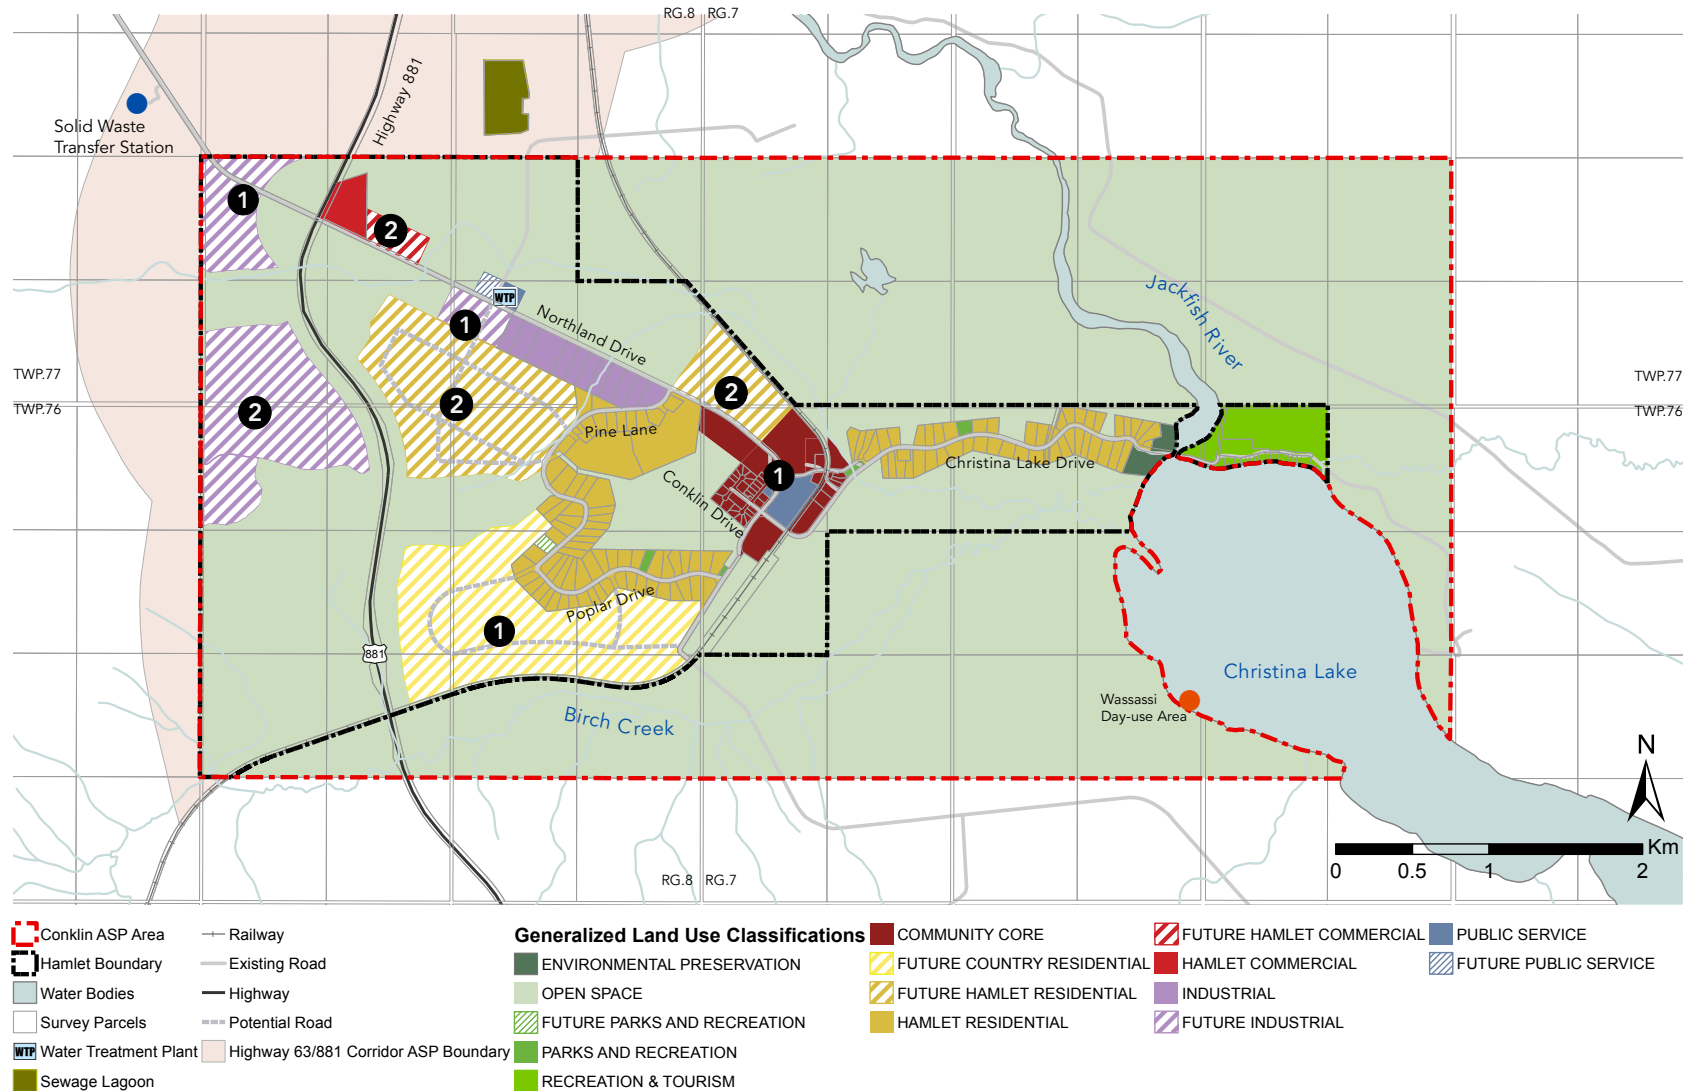 RG.8 RG.7
Highway 881
Solid Waste
Transfer Station
1
2
WTP
1
Northland Drive
Jackfish River
TWP.77
TWP.76
TWP.77
TWP.76
2
2
2
Pine Lane
Christina Lake Drive
1
Conklin Drive
Poplar Drive
1
881
Christina Lake
Wassassi
Day-use Area
Birch Creek
N
Km
0 0.5 1 2
RG.8 RG.7
Conklin ASP Area
Hamlet Boundary
Water Bodies
Survey Parcels
WTP Water Treatment Plant
Sewage Lagoon
Railway
Existing Road
Highway
Potential Road
Highway 63/881 Corridor ASP Boundary
Generalized Land Use Classifications
ENVIRONMENTAL PRESERVATION
OPEN SPACE
FUTURE PARKS AND RECREATION
PARKS AND RECREATION
RECREATION & TOURISM
COMMUNITY CORE
FUTURE COUNTRY RESIDENTIAL
FUTURE HAMLET RESIDENTIAL
HAMLET RESIDENTIAL
FUTURE HAMLET COMMERCIAL
HAMLET COMMERCIAL
INDUSTRIAL
FUTURE INDUSTRIAL
PUBLIC SERVICE
FUTURE PUBLIC SERVICE